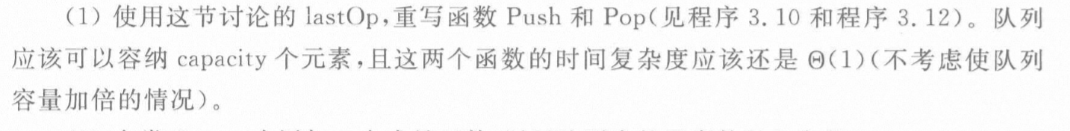 (1) 使用这节讨论的 lastOp,重写函数 Push 和 Pop(见程序 3.10 和程序 3.12)。队列
应该可以容纳 capacity 个元素,且这两个函数的时间复杂度应该还是 Θ(1)(不考虑使队列
容量加倍的情况)。